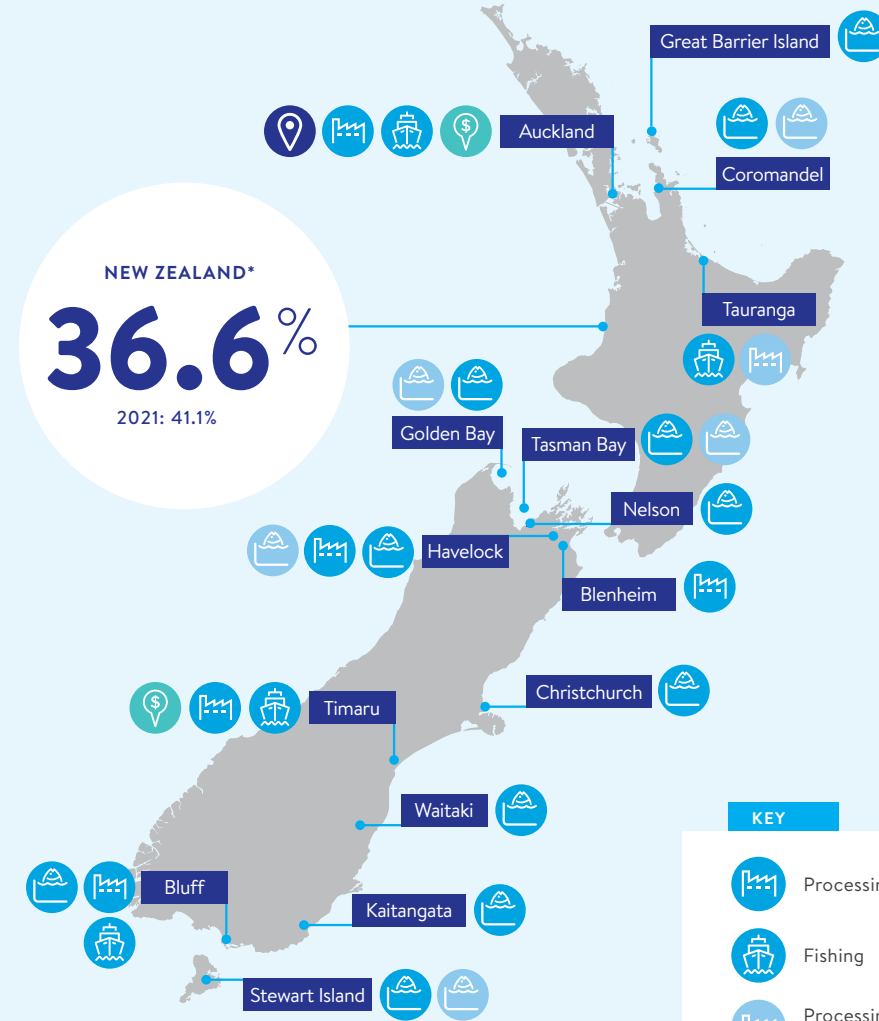 Great Barrier Island
Auckland
Coromandel
NEW ZEALAND*
36.6%
2021: 41.1%
Tauranga
Golden Bay
Tasman Bay
Nelson
Havelock
Blenheim
Christchurch
Timaru
Waitaki
Bluff
Kaitangata
Stewart Island
KEY
Fishing